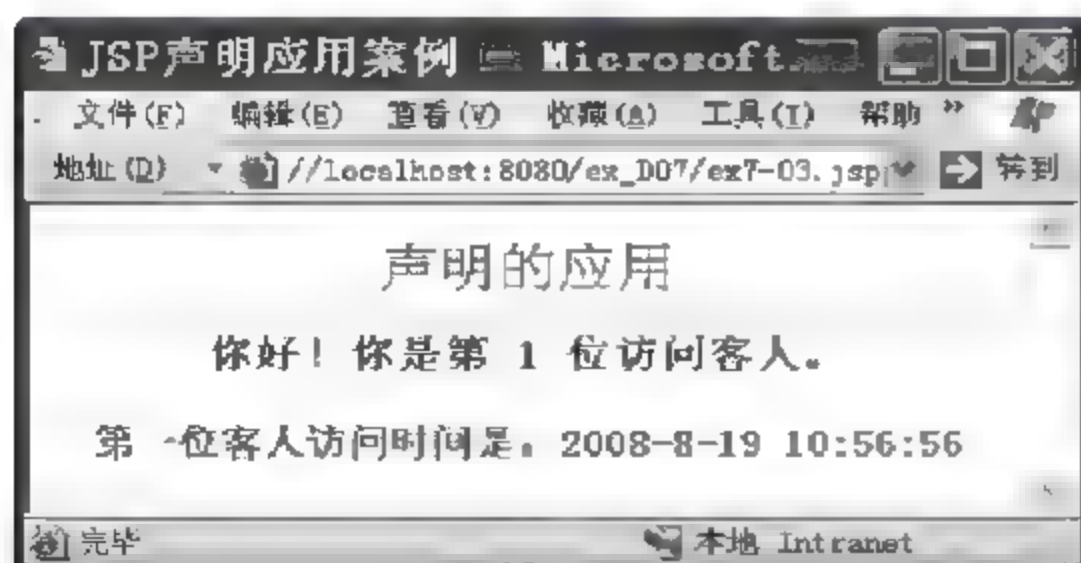 JSP声明应用案例 - Microsoft
文件(F) 编辑(E) 查看(V) 收藏(A) 工具(T) 帮助 »
地址(D) //localhost:8080/ex_D07/ex7-03.jsp 转到
声明的应用
你好！你是第 1 位访问客人。
第一位客人访问时间是：2008-8-19 10:56:56
完毕 本地 Intranet